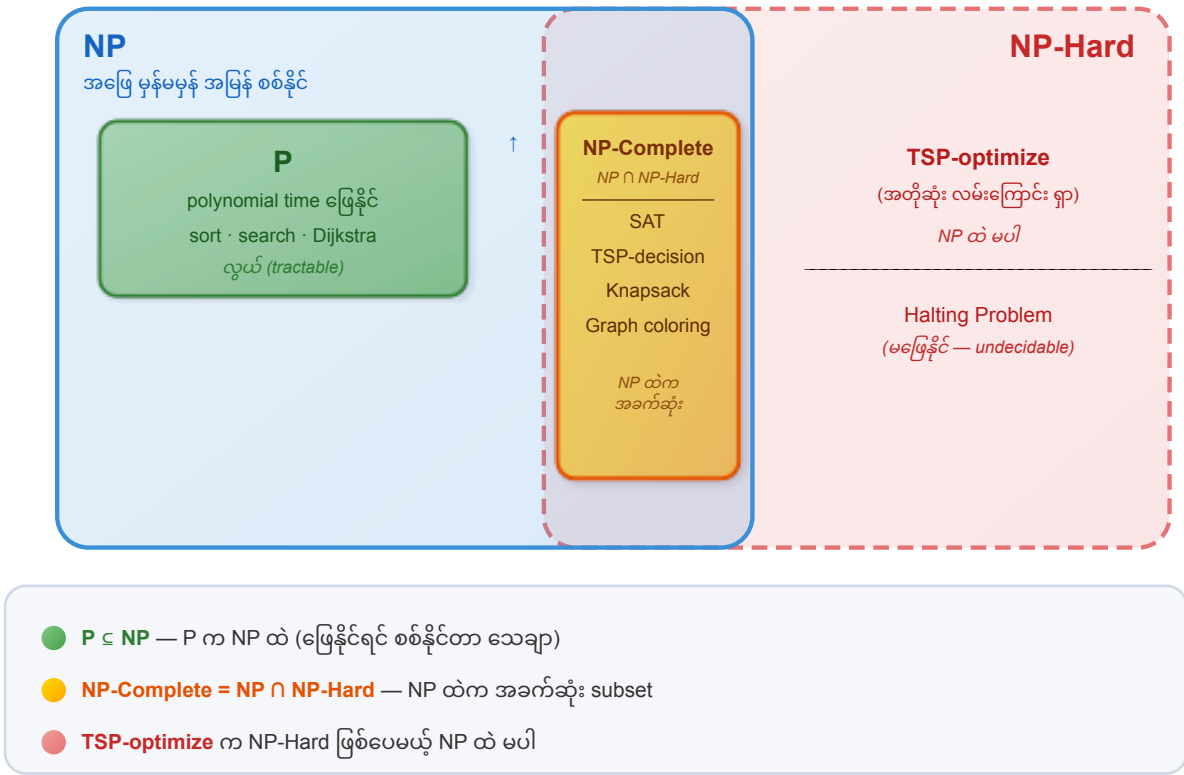 NP
အဖြေ မှန်မမှန် အမြန် စစ်နိုင်
P
polynomial time ဖြေနိုင်
sort · search · Dijkstra
လွယ် (tractable)
↑
NP-Complete
NP ∩ NP-Hard
SAT
TSP-decision
Knapsack
Graph coloring
NP ထဲက
အခက်ဆုံး
NP-Hard
TSP-optimize
(အတိုဆုံး လမ်းကြောင်း ရှာ)
NP ထဲ မပါ
Halting Problem
(မဖြေနိုင် — undecidable)
P ⊆ NP — P က NP ထဲ (ဖြေနိုင်ရင် စစ်နိုင်တာ သေချာ)
NP-Complete = NP ∩ NP-Hard — NP ထဲက အခက်ဆုံး subset
TSP-optimize က NP-Hard ဖြစ်ပေမယ့် NP ထဲ မပါ